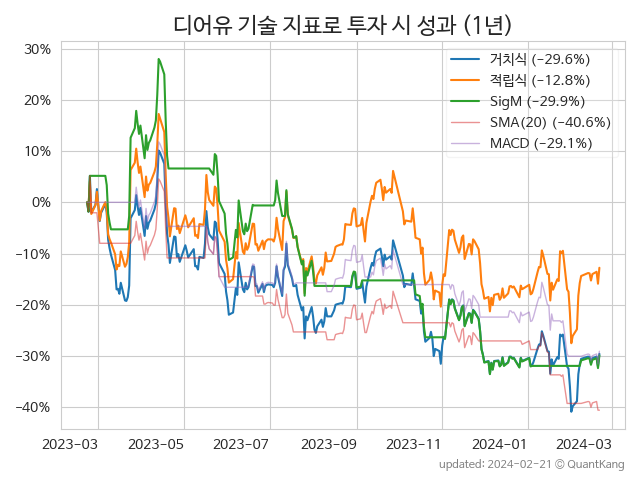 디어유 기술 지표로 투자 시 성과 (1년)
30%
20%
10%
0%
−10%
−20%
−30%
−40%
거치식 (−29.6%)
적립식 (−12.8%)
SigM (−29.9%)
SMA(20) (−40.6%)
MACD (−29.1%)
2023-03 2023-05 2023-07 2023-09 2023-11 2024-01 2024-03
updated: 2024-02-21 © QuantKang